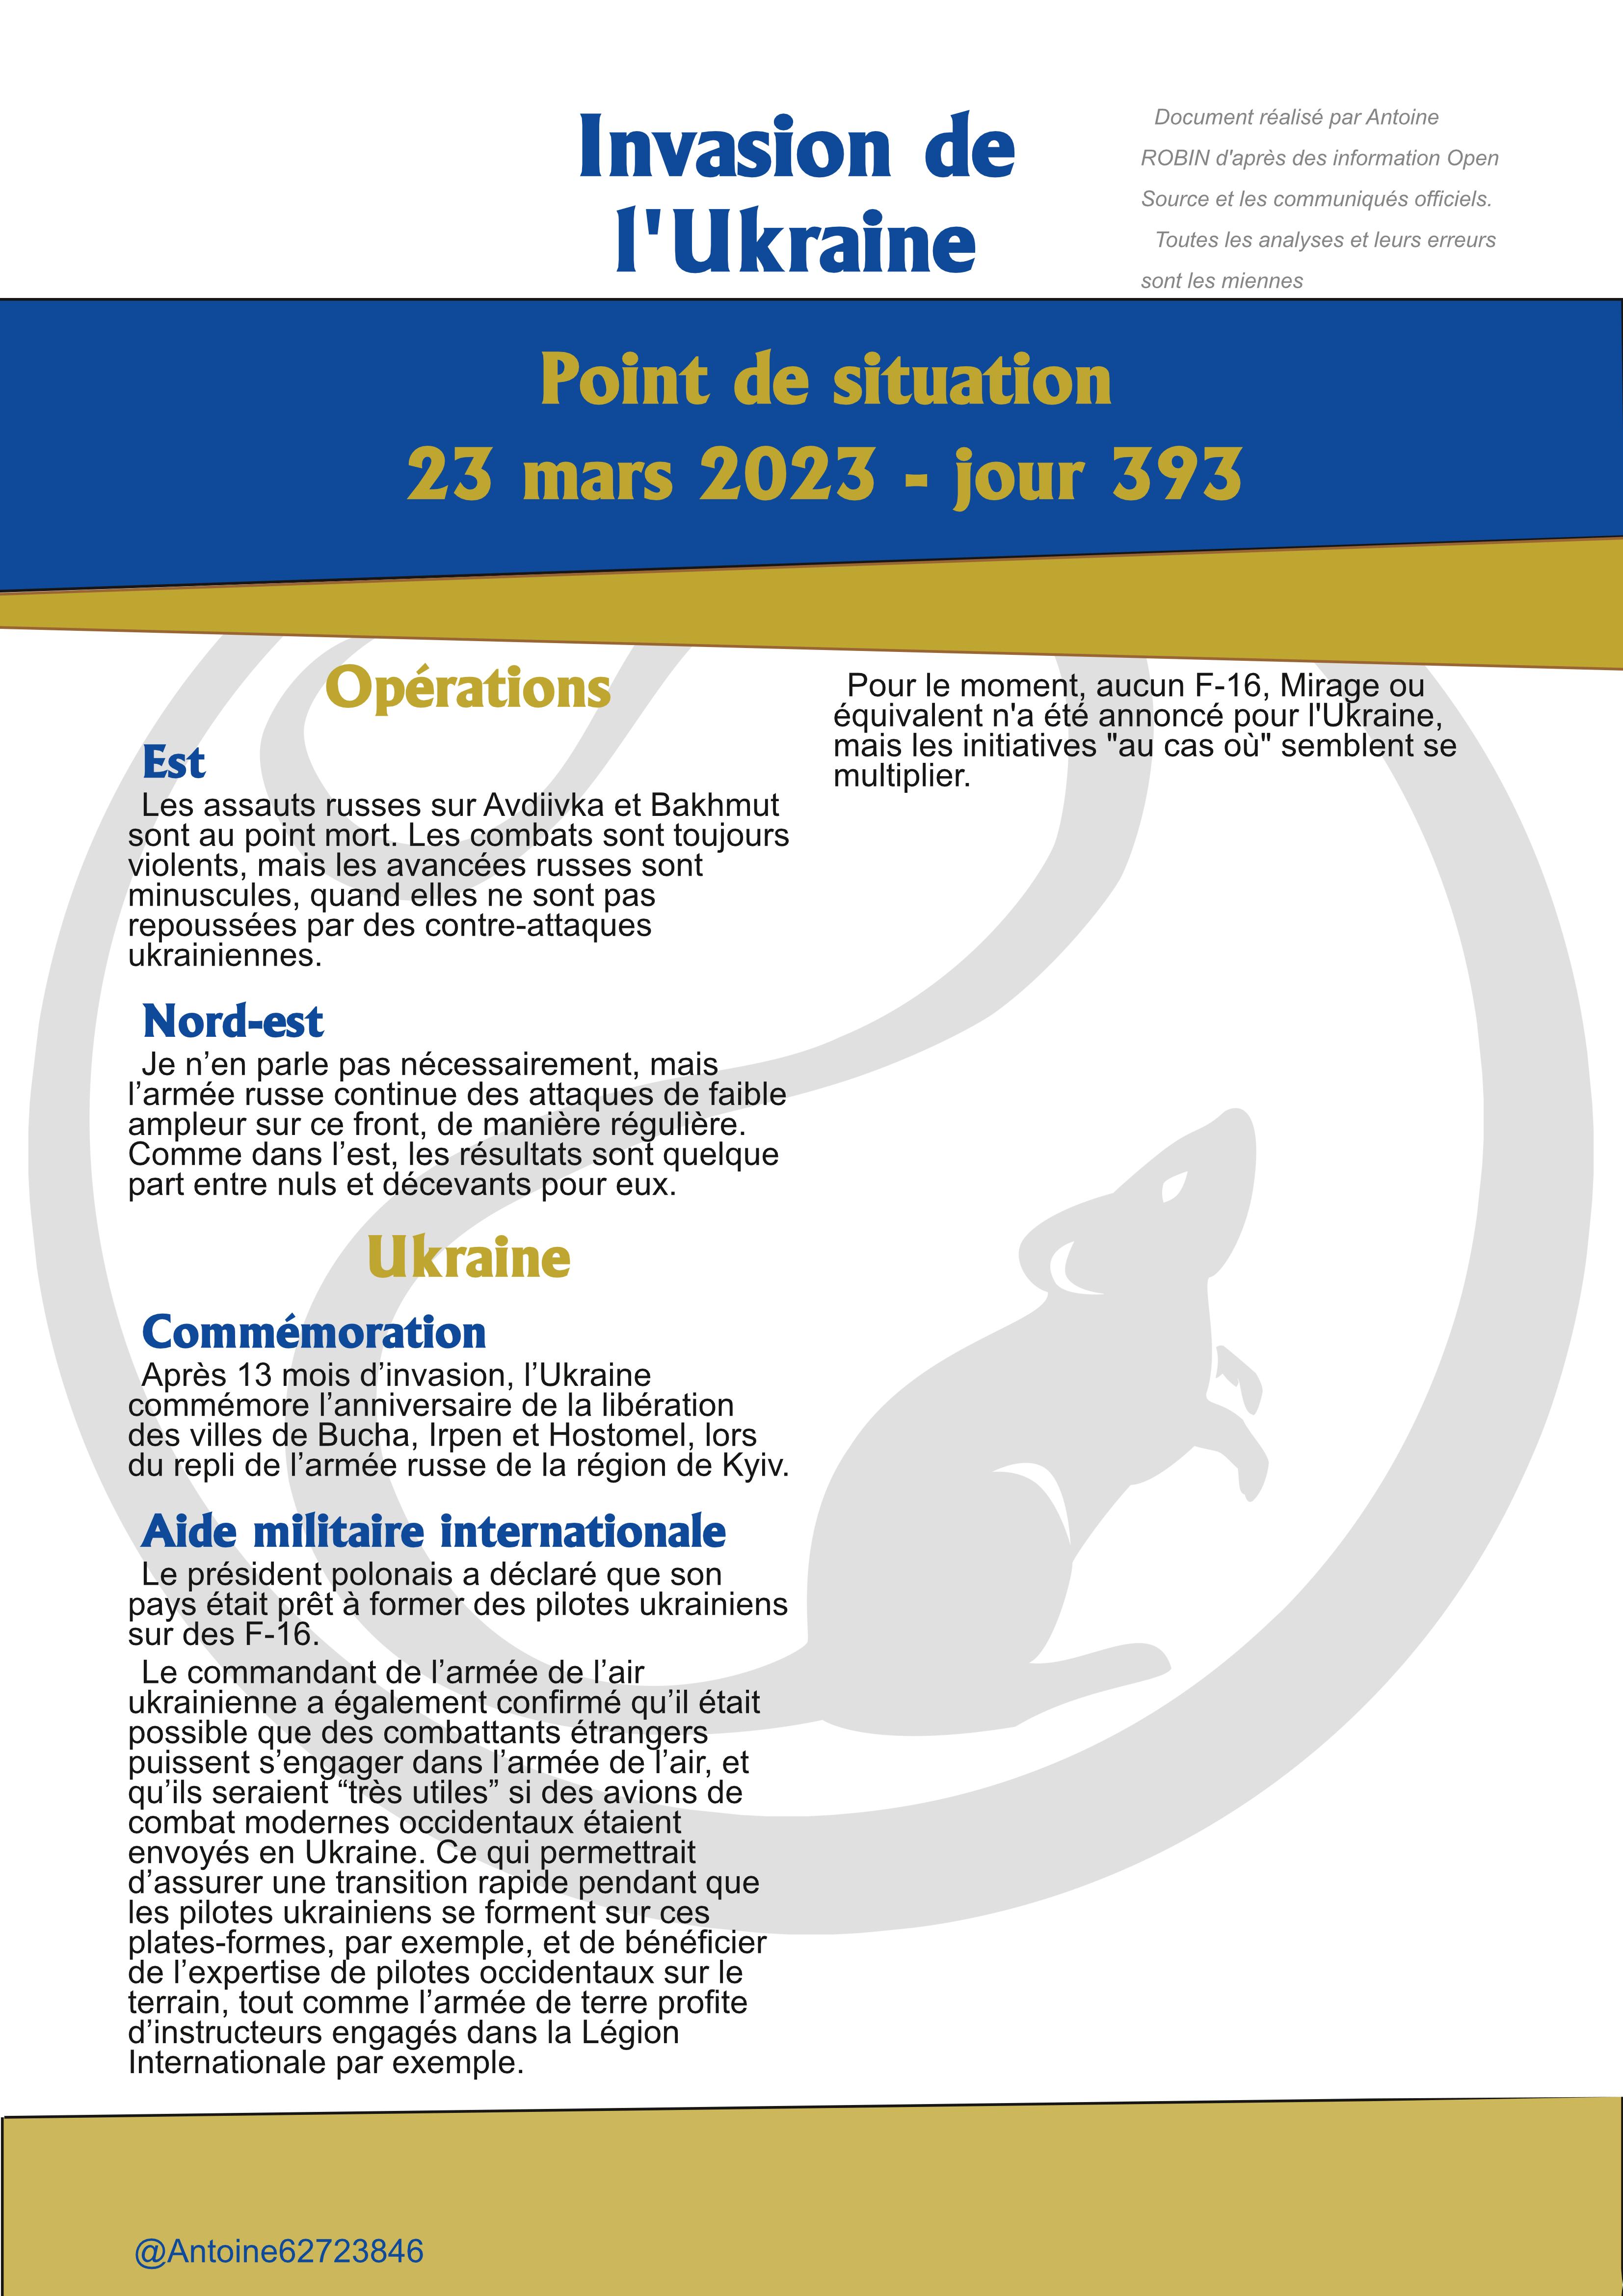 Invasion de
l'Ukraine
Document réalisé par Antoine
ROBIN d'après des information Open
Source et les communiqués officiels.
Toutes les analyses et leurs erreurs
sont les miennes
Point de situation
23 mars 2023 - jour 393
Opérations
Est
Les assauts russes sur Avdiivka et Bakhmut
sont au point mort. Les combats sont toujours
violents, mais les avancées russes sont
minuscules, quand elles ne sont pas
repoussées par des contre-attaques
ukrainiennes.
Nord-est
Je n’en parle pas nécessairement, mais
l’armée russe continue des attaques de faible
ampleur sur ce front, de manière régulière.
Comme dans l’est, les résultats sont quelque
part entre nuls et décevants pour eux.
Ukraine
Commémoration
Après 13 mois d’invasion, l’Ukraine
commémore l’anniversaire de la libération
des villes de Bucha, Irpen et Hostomel, lors
du repli de l’armée russe de la région de Kyiv.
Aide militaire internationale
Le président polonais a déclaré que son
pays était prêt à former des pilotes ukrainiens
sur des F-16.
Le commandant de l’armée de l’air
ukrainienne a également confirmé qu’il était
possible que des combattants étrangers
puissent s’engager dans l’armée de l’air, et
qu’ils seraient “très utiles” si des avions de
combat modernes occidentaux étaient
envoyés en Ukraine. Ce qui permettrait
d’assurer une transition rapide pendant que
les pilotes ukrainiens se forment sur ces
plates-formes, par exemple, et de bénéficier
de l’expertise de pilotes occidentaux sur le
terrain, tout comme l’armée de terre profite
d’instructeurs engagés dans la Légion
Internationale par exemple.
Pour le moment, aucun F-16, Mirage ou
équivalent n'a été annoncé pour l'Ukraine,
mais les initiatives "au cas où" semblent se
multiplier.
@Antoine62723846